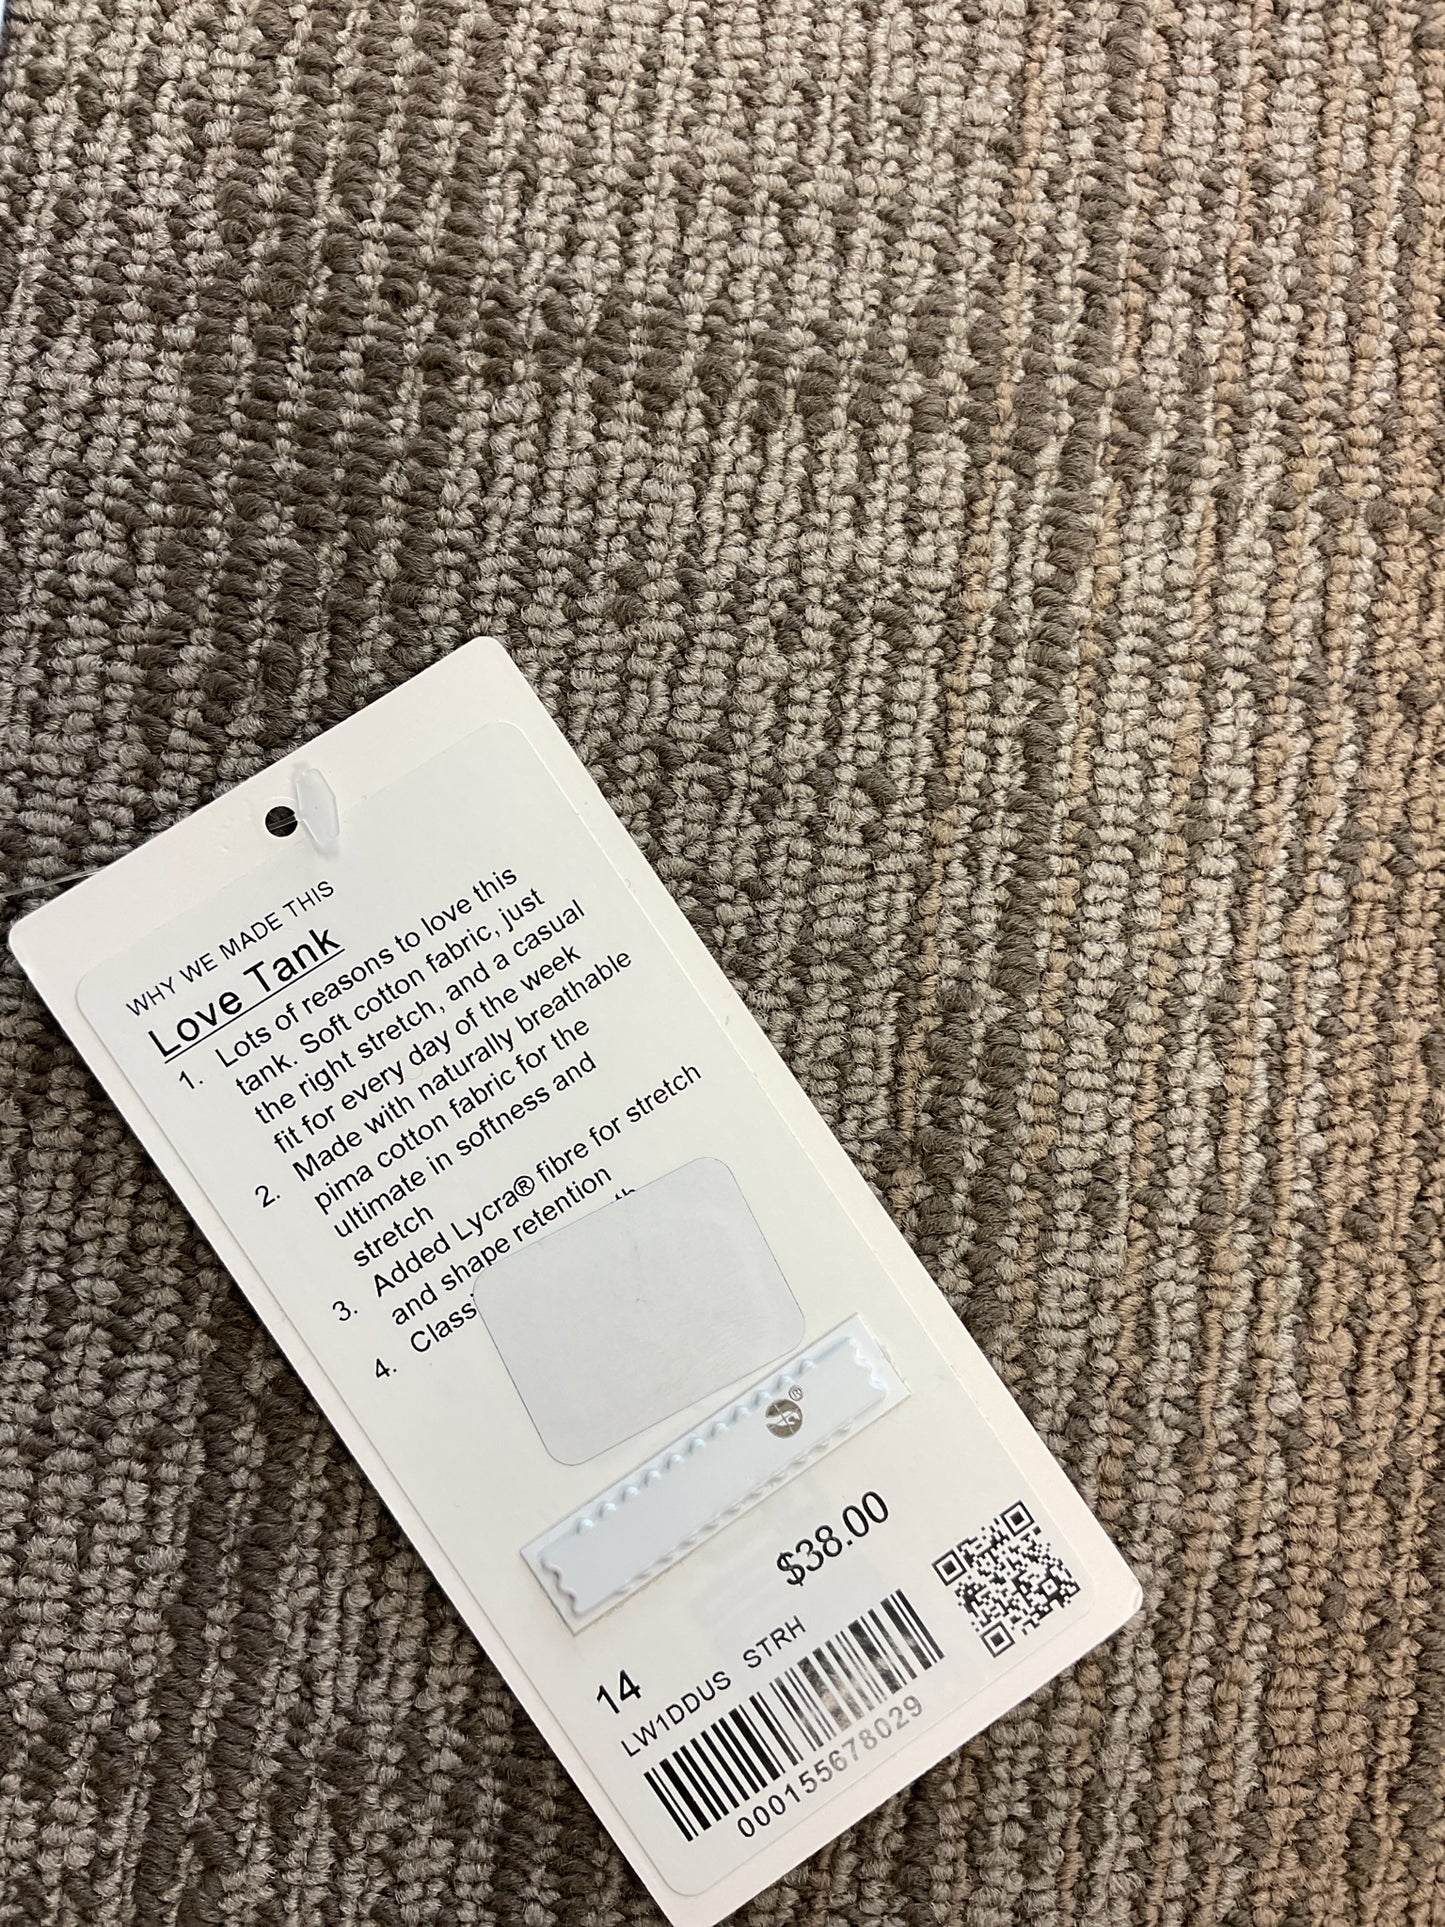 WHY WE MADE THIS
Love Tank
1. Lots of reasons to love this
tank. Soft cotton fabric, just
the right stretch, and a casual
fit for every day of the week
2. Made with naturally breathable
pima cotton fabric for the
ultimate in softness and
stretch
3. Added Lycra® fibre for stretch
and shape retention
4.
®
$38.00
14
LW1DDUS STRH
000155678029